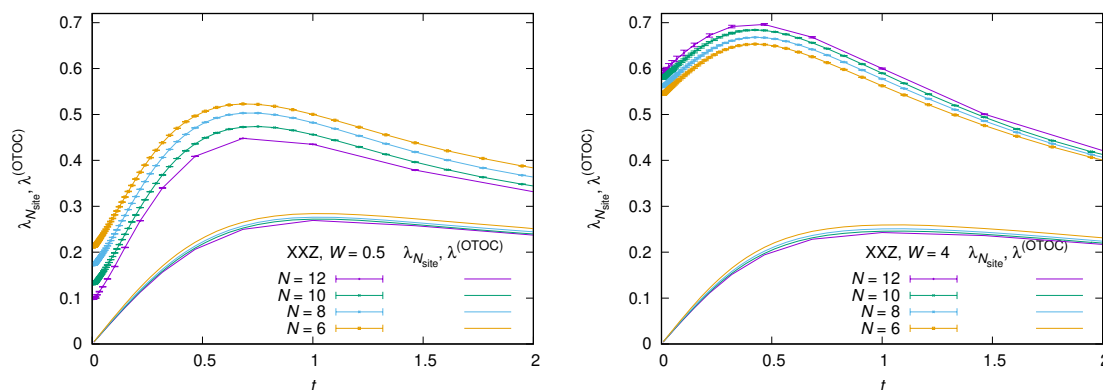 λ_{N_site}, λ^(OTOC)
0.7
0.6
0.5
0.4
0.3
0.2
0.1
0
XXZ, W = 0.5 λ_{N_site}, λ^(OTOC)
N = 12
N = 10
N = 8
N = 6
0 0.5 1 1.5 2
t
λ_{N_site}, λ^(OTOC)
0.7
0.6
0.5
0.4
0.3
0.2
0.1
0
XXZ, W = 4 λ_{N_site}, λ^(OTOC)
N = 12
N = 10
N = 8
N = 6
0 0.5 1 1.5 2
t